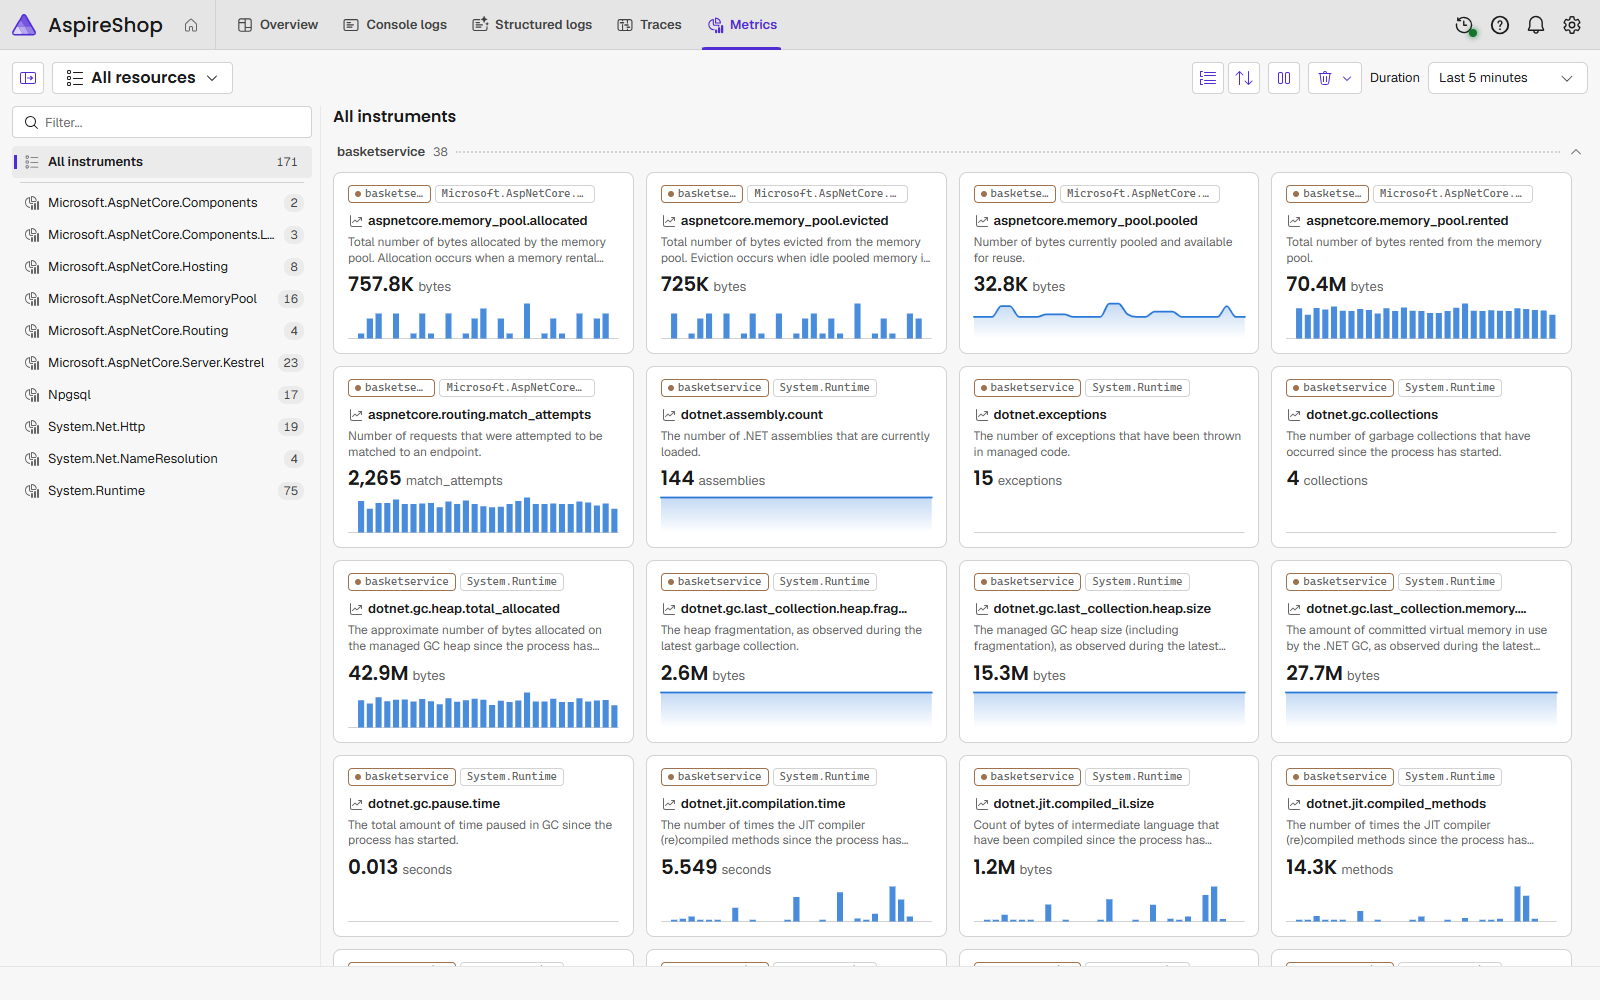 AspireShop
Overview
Console logs
Structured logs
Traces
Metrics
All resources
Duration
Last 5 minutes
Filter...
All instruments 171
Microsoft.AspNetCore.Components 2
Microsoft.AspNetCore.Components.L... 3
Microsoft.AspNetCore.Hosting 8
Microsoft.AspNetCore.MemoryPool 16
Microsoft.AspNetCore.Routing 4
Microsoft.AspNetCore.Server.Kestrel 23
Npgsql 17
System.Net.Http 19
System.Net.NameResolution 4
System.Runtime 75
All instruments
basketservice 38
basketse… Microsoft.AspNetCore.…
aspnetcore.memory_pool.allocated
Total number of bytes allocated by the memory
pool. Allocation occurs when a memory rental...
757.8K bytes
basketse… Microsoft.AspNetCore.…
aspnetcore.memory_pool.evicted
Total number of bytes evicted from the memory
pool. Eviction occurs when idle pooled memory i...
725K bytes
basketse… Microsoft.AspNetCore.…
aspnetcore.memory_pool.pooled
Number of bytes currently pooled and available
for reuse.
32.8K bytes
basketse… Microsoft.AspNetCore.…
aspnetcore.memory_pool.rented
Total number of bytes rented from the memory
pool.
70.4M bytes
basketse… Microsoft.AspNetCore…
aspnetcore.routing.match_attempts
Number of requests that were attempted to be
matched to an endpoint.
2,265 match_attempts
basketservice System.Runtime
dotnet.assembly.count
The number of .NET assemblies that are currently
loaded.
144 assemblies
basketservice System.Runtime
dotnet.exceptions
The number of exceptions that have been thrown
in managed code.
15 exceptions
basketservice System.Runtime
dotnet.gc.collections
The number of garbage collections that have
occurred since the process has started.
4 collections
basketservice System.Runtime
dotnet.gc.heap.total_allocated
The approximate number of bytes allocated on
the managed GC heap since the process has...
42.9M bytes
basketservice System.Runtime
dotnet.gc.last_collection.heap.frag...
The heap fragmentation, as observed during the
latest garbage collection.
2.6M bytes
basketservice System.Runtime
dotnet.gc.last_collection.heap.size
The managed GC heap size (including
fragmentation), as observed during the latest...
15.3M bytes
basketservice System.Runtime
dotnet.gc.last_collection.memory....
The amount of committed virtual memory in use
by the .NET GC, as observed during the latest...
27.7M bytes
basketservice System.Runtime
dotnet.gc.pause.time
The total amount of time paused in GC since the
process has started.
0.013 seconds
basketservice System.Runtime
dotnet.jit.compilation.time
The number of times the JIT compiler
(re)compiled methods since the process has...
5.549 seconds
basketservice System.Runtime
dotnet.jit.compiled_il.size
Count of bytes of intermediate language that
have been compiled since the process has...
1.2M bytes
basketservice System.Runtime
dotnet.jit.compiled_methods
The number of times the JIT compiler
(re)compiled methods since the process has...
14.3K methods